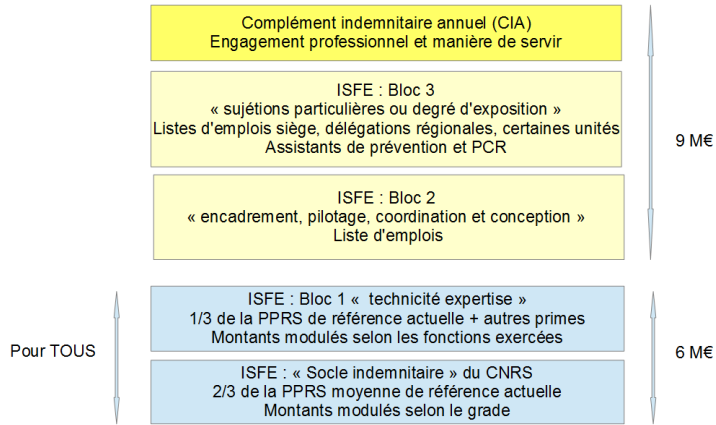 Complément indemnitaire annuel (CIA)
Engagement professionnel et manière de servir
ISFE : Bloc 3
« sujétions particulières ou degré d'exposition »
Listes d'emplois siège, délégations régionales, certaines unités
Assistants de prévention et PCR
9 M€
ISFE : Bloc 2
« encadrement, pilotage, coordination et conception »
Liste d'emplois
ISFE : Bloc 1 «  technicité expertise »
1/3 de la PPRS de référence actuelle + autres primes
Montants modulés selon les fonctions exercées
Pour TOUS
6 M€
ISFE : « Socle indemnitaire » du CNRS
2/3 de la PPRS moyenne de référence actuelle
Montants modulés selon le grade